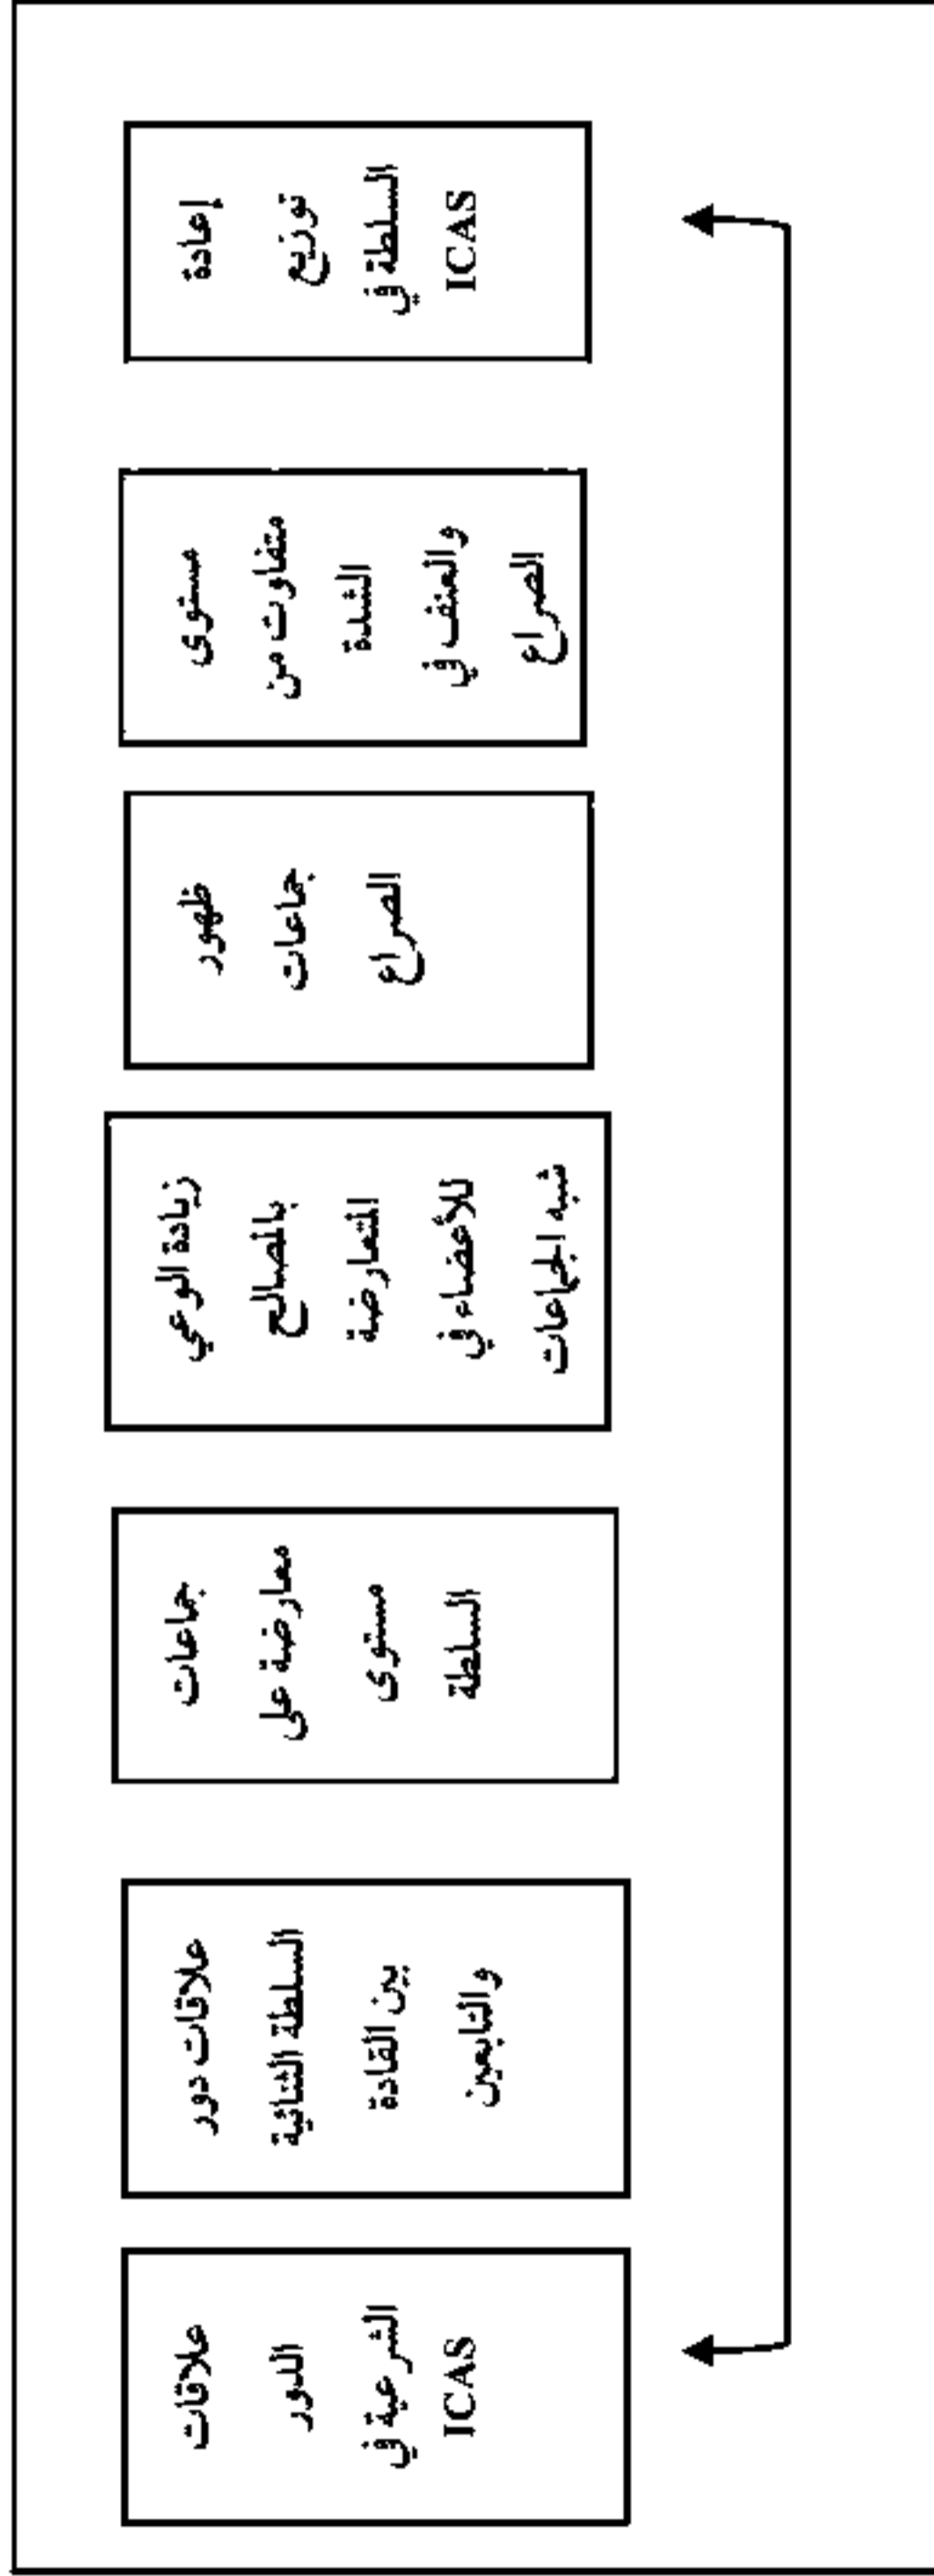 علاقات
الدور
الشرعية في
ICAS
علاقات دور
السلطة الثنائية
بين القادة
والتابعين
جماعات
معارضة على
مستوى
السلطة
زيادة الوعي
بالمصالح
المتعارضة
للأعضاء في
شبه الجماعات
ظهور
جماعات
الصراع
مستوى
متفاوت من
الشدة
والعنف في
الصراع
إعادة
توزيع
السلطة في
ICAS